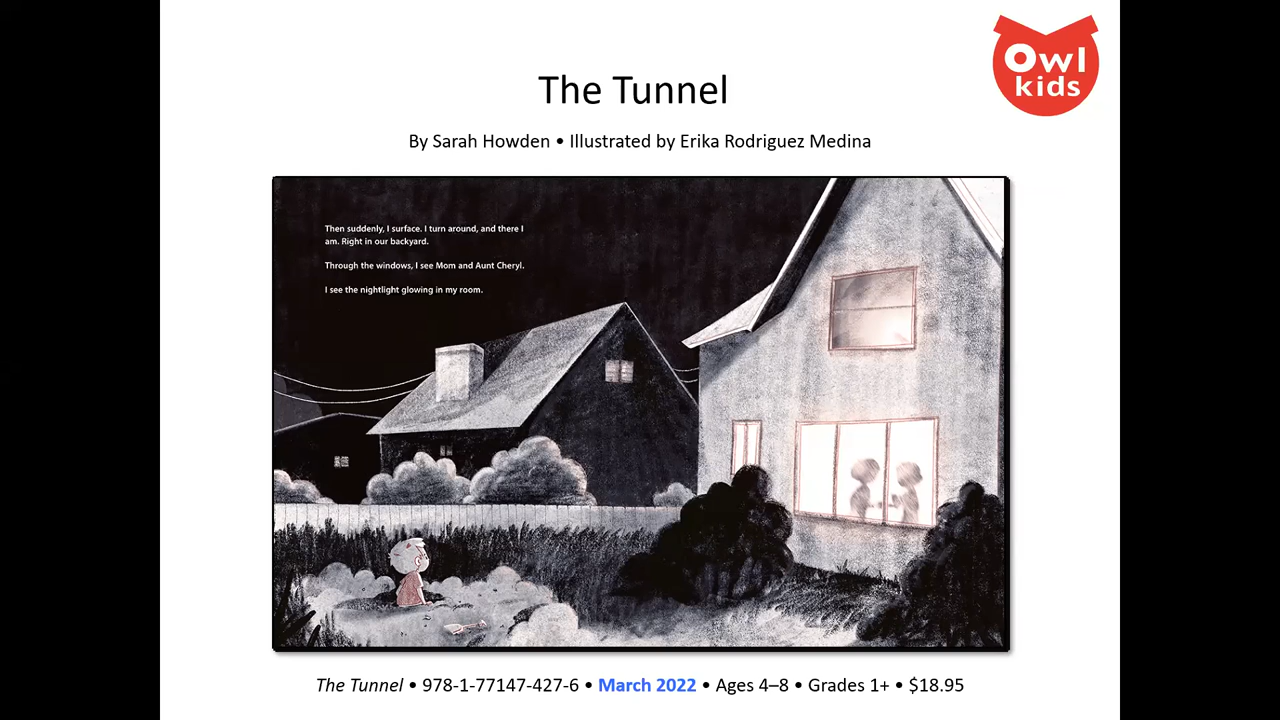 Owl
kids
The Tunnel
By Sarah Howden • Illustrated by Erika Rodriguez Medina
Then suddenly, I surface. I turn around, and there I
am. Right in our backyard.
Through the windows, I see Mom and Aunt Cheryl.
I see the nightlight glowing in my room.
The Tunnel • 978-1-77147-427-6 • March 2022 • Ages 4–8 • Grades 1+ • $18.95